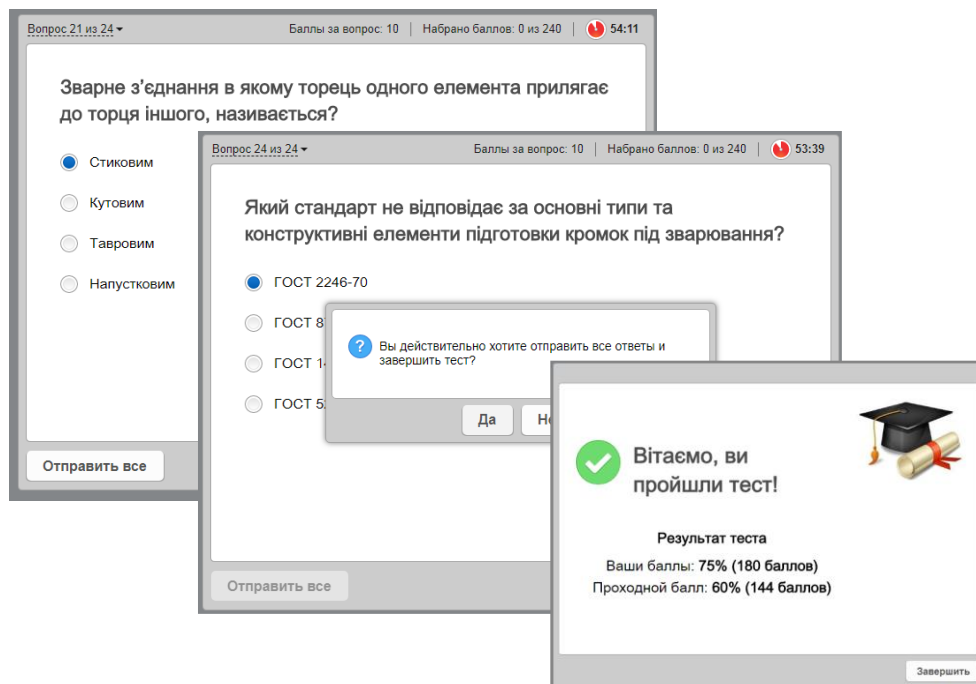 Вопрос 21 из 24
Баллы за вопрос: 10 | Набрано баллов: 0 из 240 | 54:11
Зварне з’єднання в якому торець одного елемента прилягає
до торця іншого, називається?
Стиковим
Кутовим
Тавровим
Напустковим
Отправить все
Вопрос 24 из 24
Баллы за вопрос: 10 | Набрано баллов: 0 из 240 | 53:39
Який стандарт не відповідає за основні типи та
конструктивні елементи підготовки кромок під зварювання?
ГОСТ 2246-70
ГОСТ
ГОСТ
ГОСТ
Вы действительно хотите отправить все ответы и
завершить тест?
Да
Отправить все
Вітаємо, ви
пройшли тест!
Результат теста
Ваши баллы: 75% (180 баллов)
Проходной балл: 60% (144 баллов)
Завершить